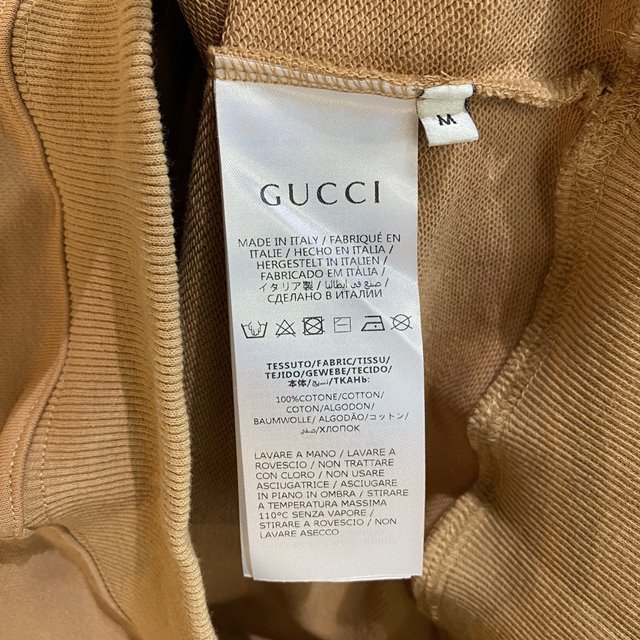 M
GUCCI
MADE IN ITALY / FABRIQUÉ EN
ITALIE / HECHO EN ITALIA /
HERGESTELT IN ITALIEN /
FABRICADO EM ITÁLIA /
イタリア製 / صنع في ايطاليا /
СДЕЛАНО В ИТАЛИИ
TESSUTO/FABRIC/TISSU/
TEJIDO/GEWEBE/TECIDO/
本体/نسيج/ТКАНЬ:
100%COTONE/COTTON/
COTON/ALGODON/
BAUMWOLLE/ ALGODÃO/コットン/
قطن/ХЛОПОК
LAVARE A MANO / LAVARE A
ROVESCIO / NON TRATTARE
CON CLORO / NON USARE
ASCIUGATRICE / ASCIUGARE
IN PIANO IN OMBRA / STIRARE
A TEMPERATURA MASSIMA
110°C SENZA VAPORE /
STIRARE A ROVESCIO / NON
LAVARE ASECCO